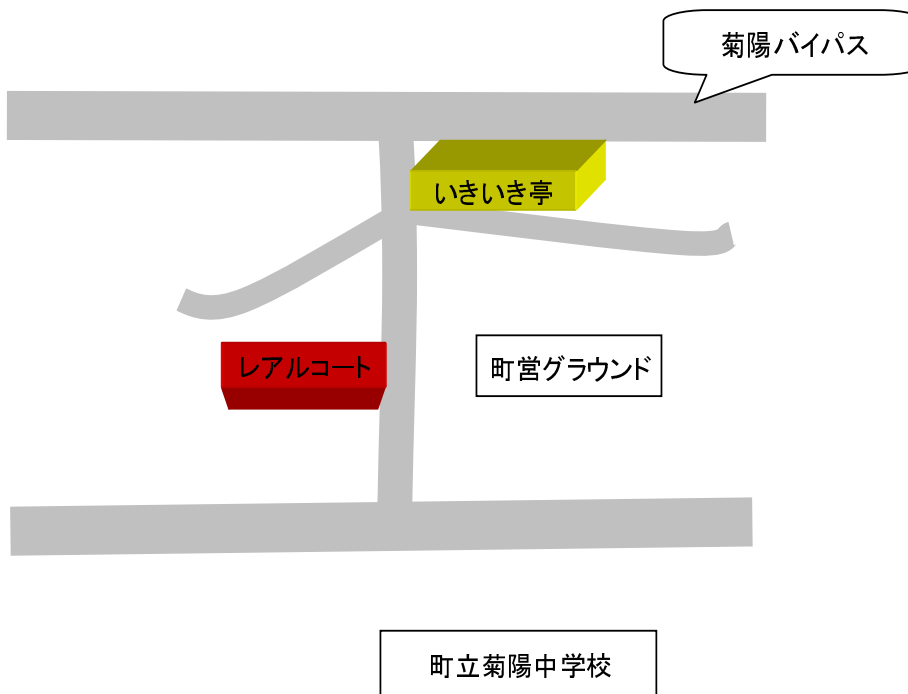 菊陽バイパス
いきいき亭
レアルコート
町営グラウンド
町立菊陽中学校